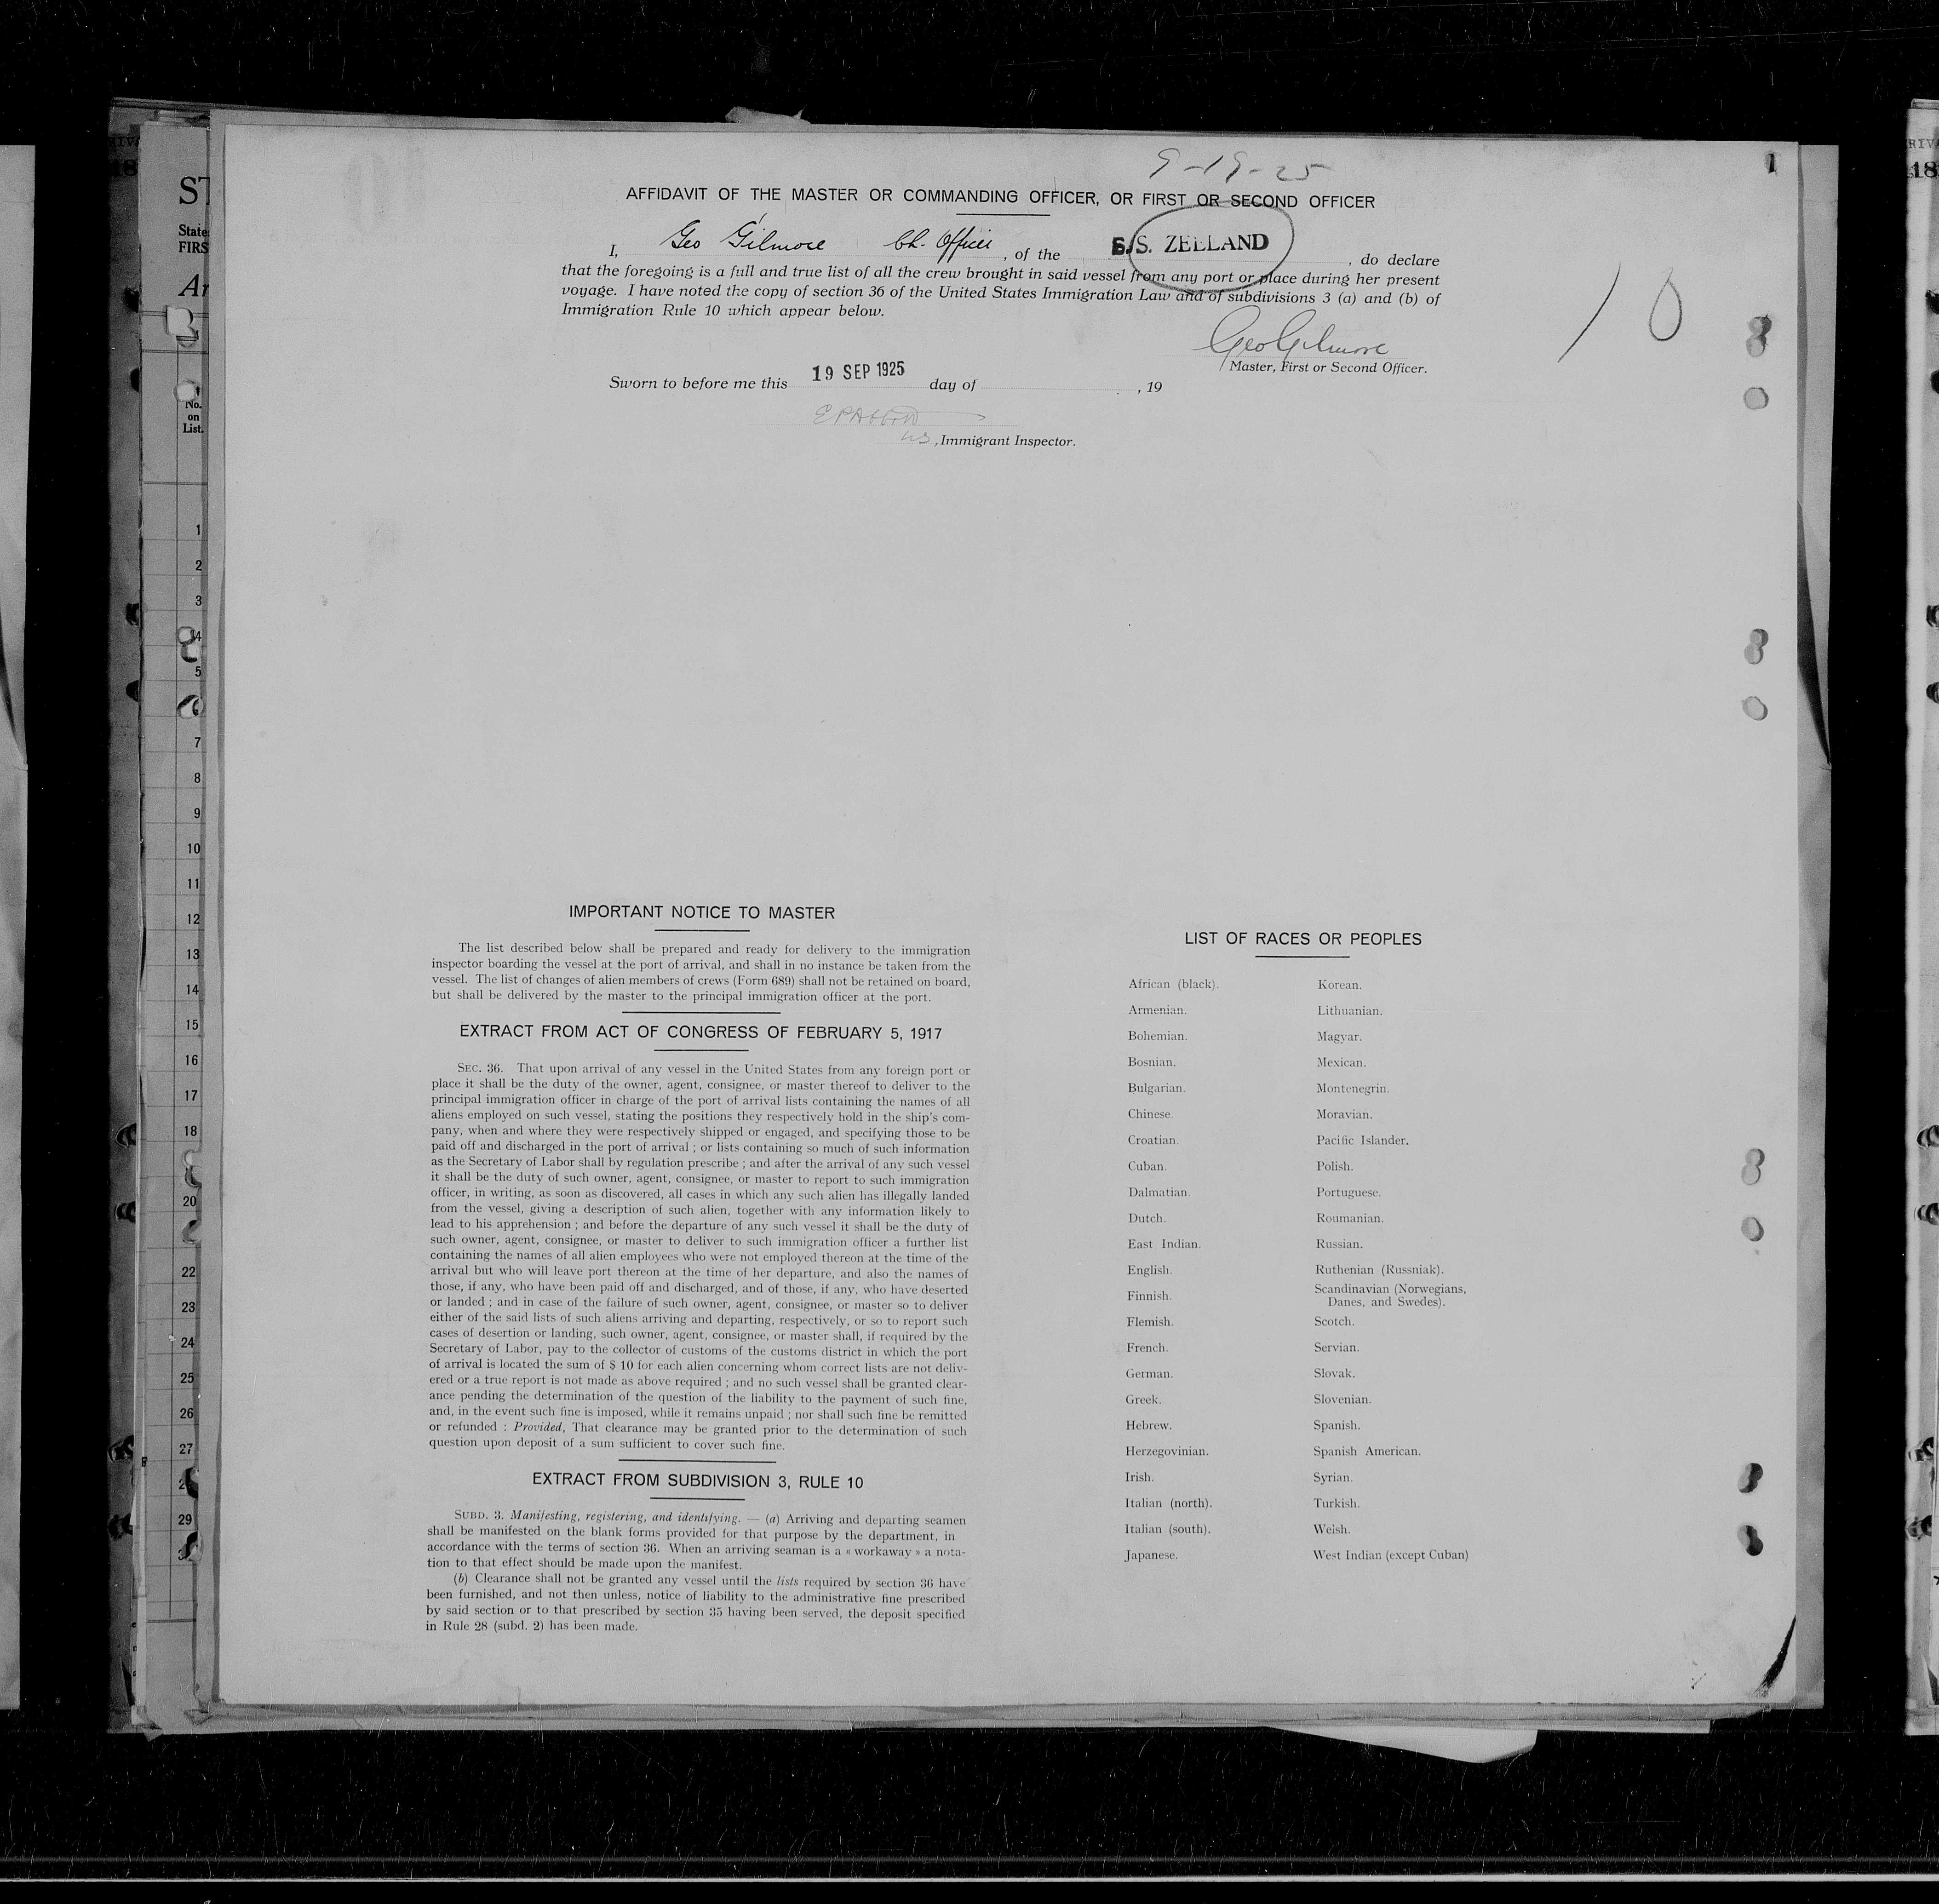 9-19-25
1
AFFIDAVIT OF THE MASTER OR COMMANDING OFFICER, OR FIRST OR SECOND OFFICER
I, Geo Gilmore Ch. Officer, of the S.S. ZEELAND, do declare
that the foregoing is a full and true list of all the crew brought in said vessel from any port or place during her present
voyage. I have noted the copy of section 36 of the United States Immigration Law and of subdivisions 3 (a) and (b) of
Immigration Rule 10 which appear below.
10
Geo Gilmore
Master, First or Second Officer.
Sworn to before me this 19 SEP 1925 day of , 19
US, Immigrant Inspector.
ST
State
FIRS
Ar
No.
on
List.
1
2
3
4
5
6
7
8
9
10
11
12
13
14
15
16
17
18
20
22
23
24
25
26
27
29
IMPORTANT NOTICE TO MASTER
The list described below shall be prepared and ready for delivery to the immigration
inspector boarding the vessel at the port of arrival, and shall in no instance be taken from the
vessel. The list of changes of alien members of crews (Form 689) shall not be retained on board,
but shall be delivered by the master to the principal immigration officer at the port.
EXTRACT FROM ACT OF CONGRESS OF FEBRUARY 5, 1917
SEC. 36. That upon arrival of any vessel in the United States from any foreign port or
place it shall be the duty of the owner, agent, consignee, or master thereof to deliver to the
principal immigration officer in charge of the port of arrival lists containing the names of all
aliens employed on such vessel, stating the positions they respectively hold in the ship's com-
pany, when and where they were respectively shipped or engaged, and specifying those to be
paid off and discharged in the port of arrival ; or lists containing so much of such information
as the Secretary of Labor shall by regulation prescribe ; and after the arrival of any such vessel
it shall be the duty of such owner, agent, consignee, or master to report to such immigration
officer, in writing, as soon as discovered, all cases in which any such alien has illegally landed
from the vessel, giving a description of such alien, together with any information likely to
lead to his apprehension ; and before the departure of any such vessel it shall be the duty of
such owner, agent, consignee, or master to deliver to such immigration officer a further list
containing the names of all alien employees who were not employed thereon at the time of the
arrival but who will leave port thereon at the time of her departure, and also the names of
those, if any, who have been paid off and discharged, and of those, if any, who have deserted
or landed ; and in case of the failure of such owner, agent, consignee, or master so to deliver
either of the said lists of such aliens arriving and departing, respectively, or so to report such
cases of desertion or landing, such owner, agent, consignee, or master shall, if required by the
Secretary of Labor, pay to the collector of customs of the customs district in which the port
of arrival is located the sum of $ 10 for each alien concerning whom correct lists are not deliv-
ered or a true report is not made as above required ; and no such vessel shall be granted clear-
ance pending the determination of the question of the liability to the payment of such fine,
and, in the event such fine is imposed, while it remains unpaid ; nor shall such fine be remitted
or refunded : Provided, That clearance may be granted prior to the determination of such
question upon deposit of a sum sufficient to cover such fine.
EXTRACT FROM SUBDIVISION 3, RULE 10
SUBD. 3. Manifesting, registering, and identifying. — (a) Arriving and departing seamen
shall be manifested on the blank forms provided for that purpose by the department, in
accordance with the terms of section 36. When an arriving seaman is a « workaway » a nota-
tion to that effect should be made upon the manifest.
(b) Clearance shall not be granted any vessel until the lists required by section 36 have
been furnished, and not then unless, notice of liability to the administrative fine prescribed
by said section or to that prescribed by section 35 having been served, the deposit specified
in Rule 28 (subd. 2) has been made.
LIST OF RACES OR PEOPLES
African (black).
Armenian.
Bohemian.
Bosnian.
Bulgarian.
Chinese.
Croatian.
Cuban.
Dalmatian.
Dutch.
East Indian.
English.
Finnish.
Flemish.
French.
German.
Greek.
Hebrew.
Herzegovinian.
Irish.
Italian (north).
Italian (south).
Japanese.
Korean.
Lithuanian.
Magyar.
Mexican.
Montenegrin.
Moravian.
Pacific Islander.
Polish.
Portuguese.
Roumanian.
Russian.
Ruthenian (Russniak).
Scandinavian (Norwegians,
Danes, and Swedes).
Scotch.
Servian.
Slovak.
Slovenian.
Spanish.
Spanish American.
Syrian.
Turkish.
Welsh.
West Indian (except Cuban)